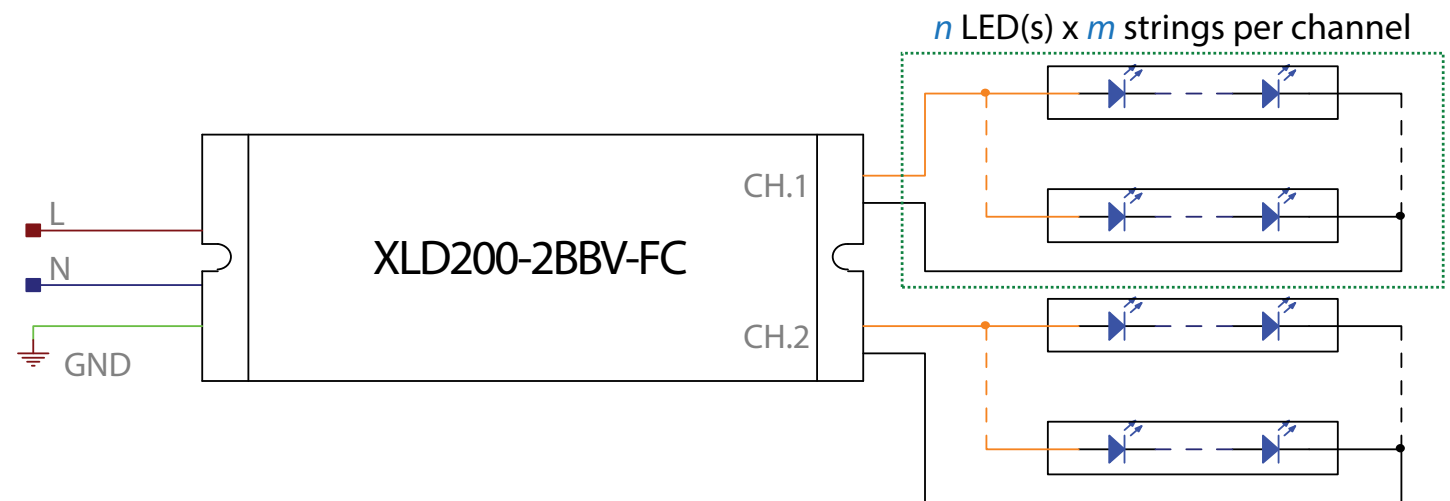 n LED(s) x m strings per channel
CH.1
L
XLD200-2BBV-FC
N
CH.2
GND